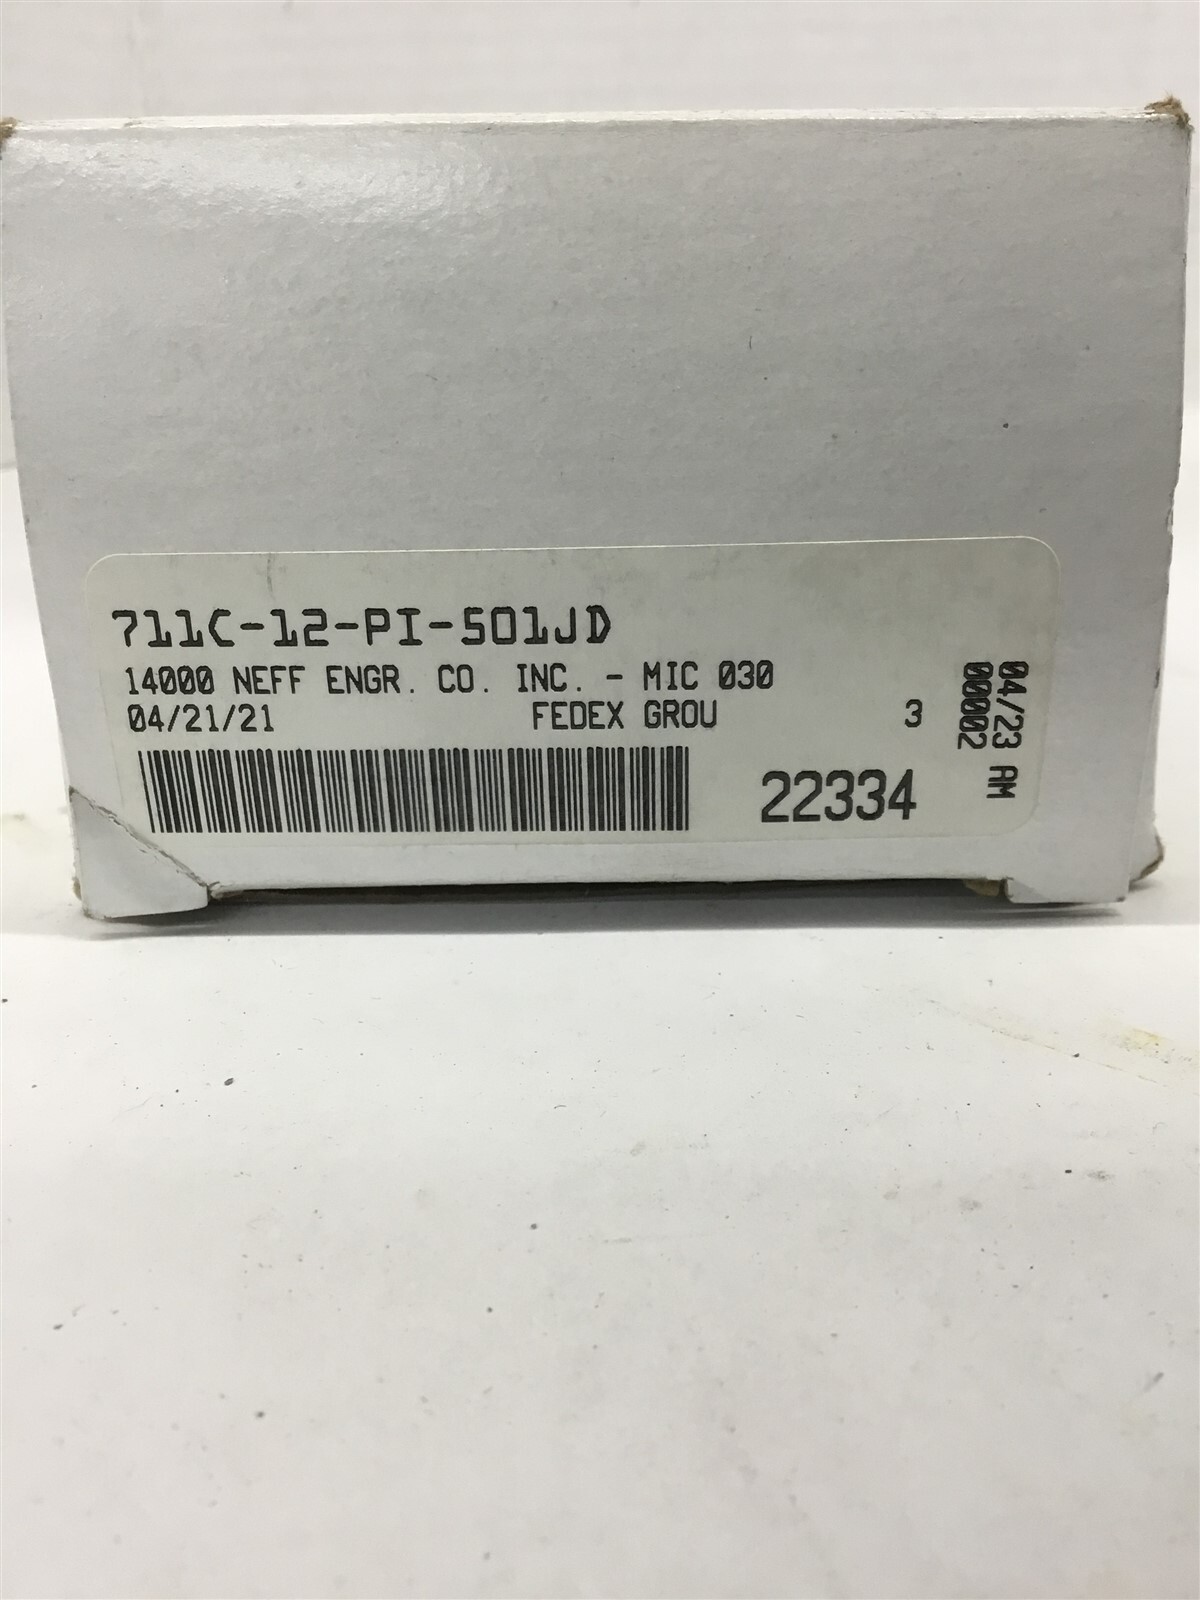 711C-12-PI-501JD
14000 NEFF ENGR. CO. INC. - MIC 030
04/21/21 FEDEX GROU 3
22334
04/23 AM
00002